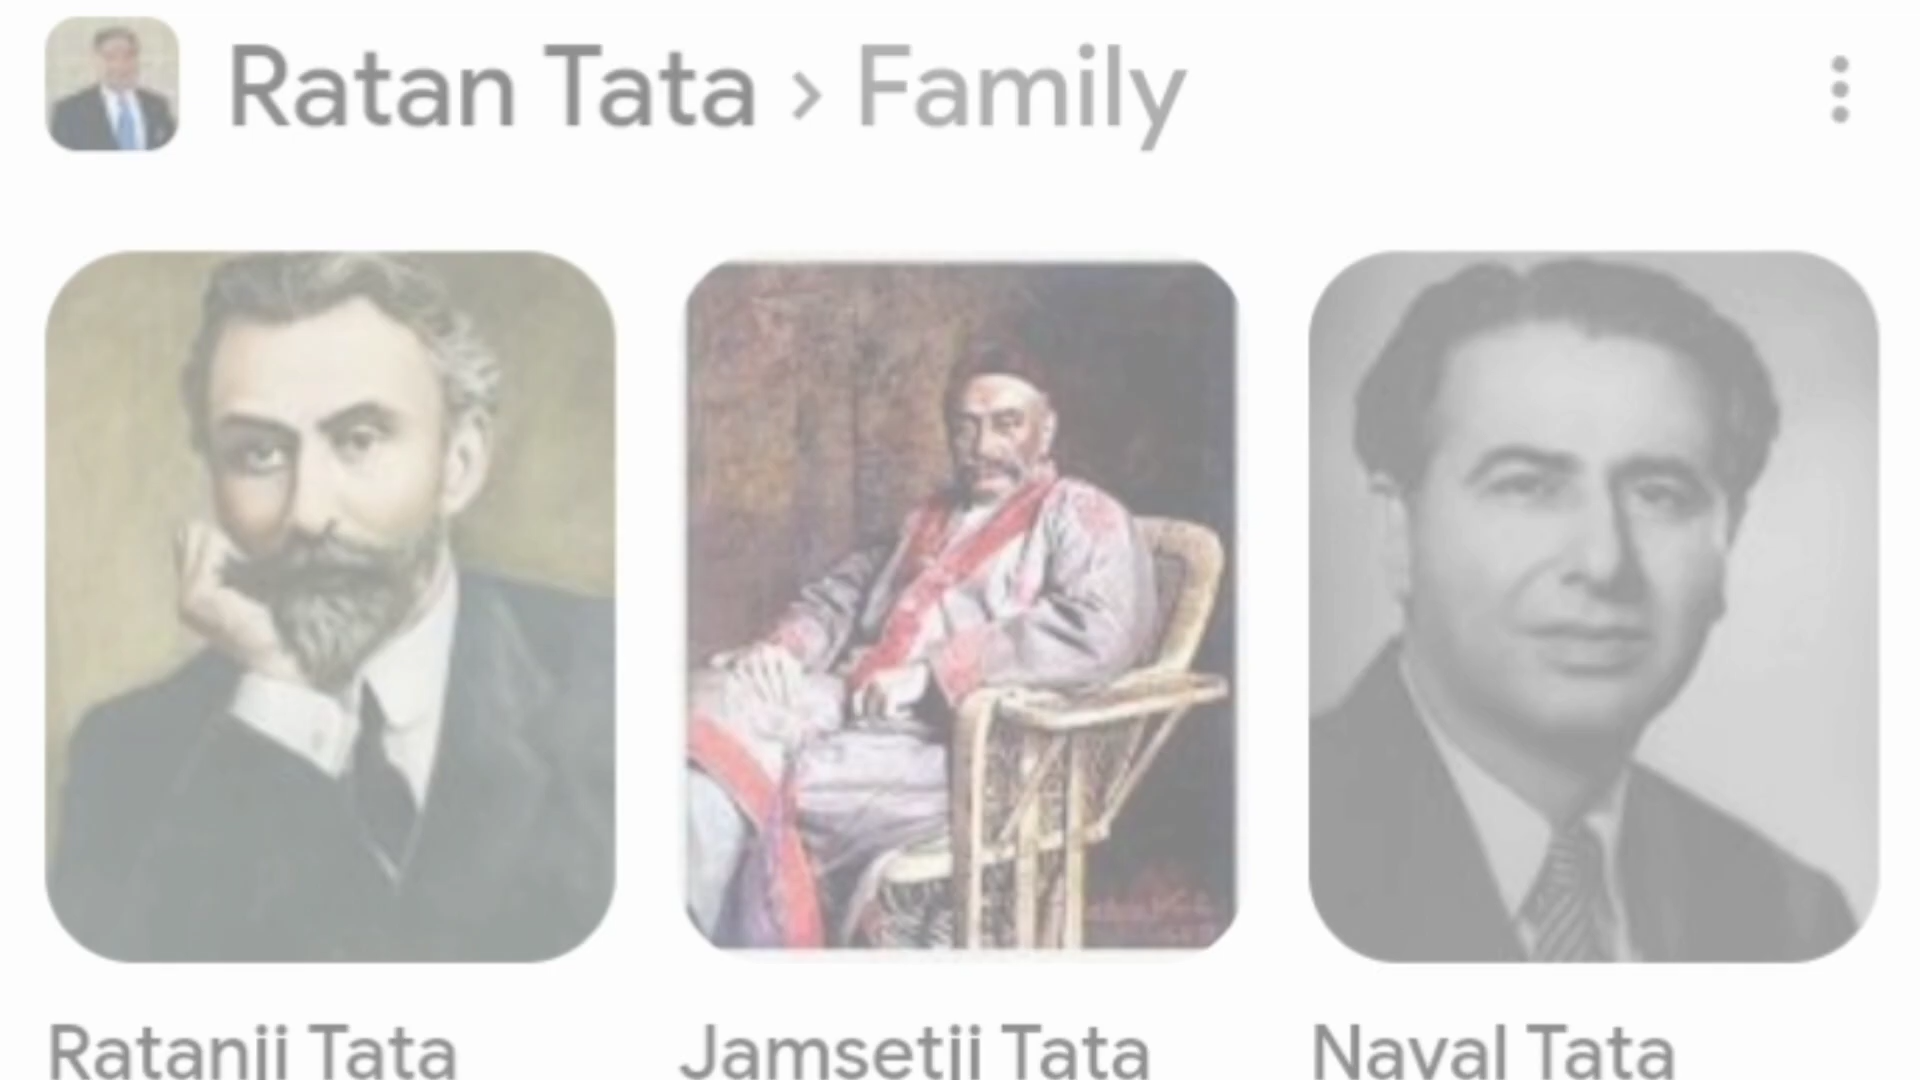 Ratan Tata > Family
Ratanji Tata
Jamsetji Tata
Naval Tata